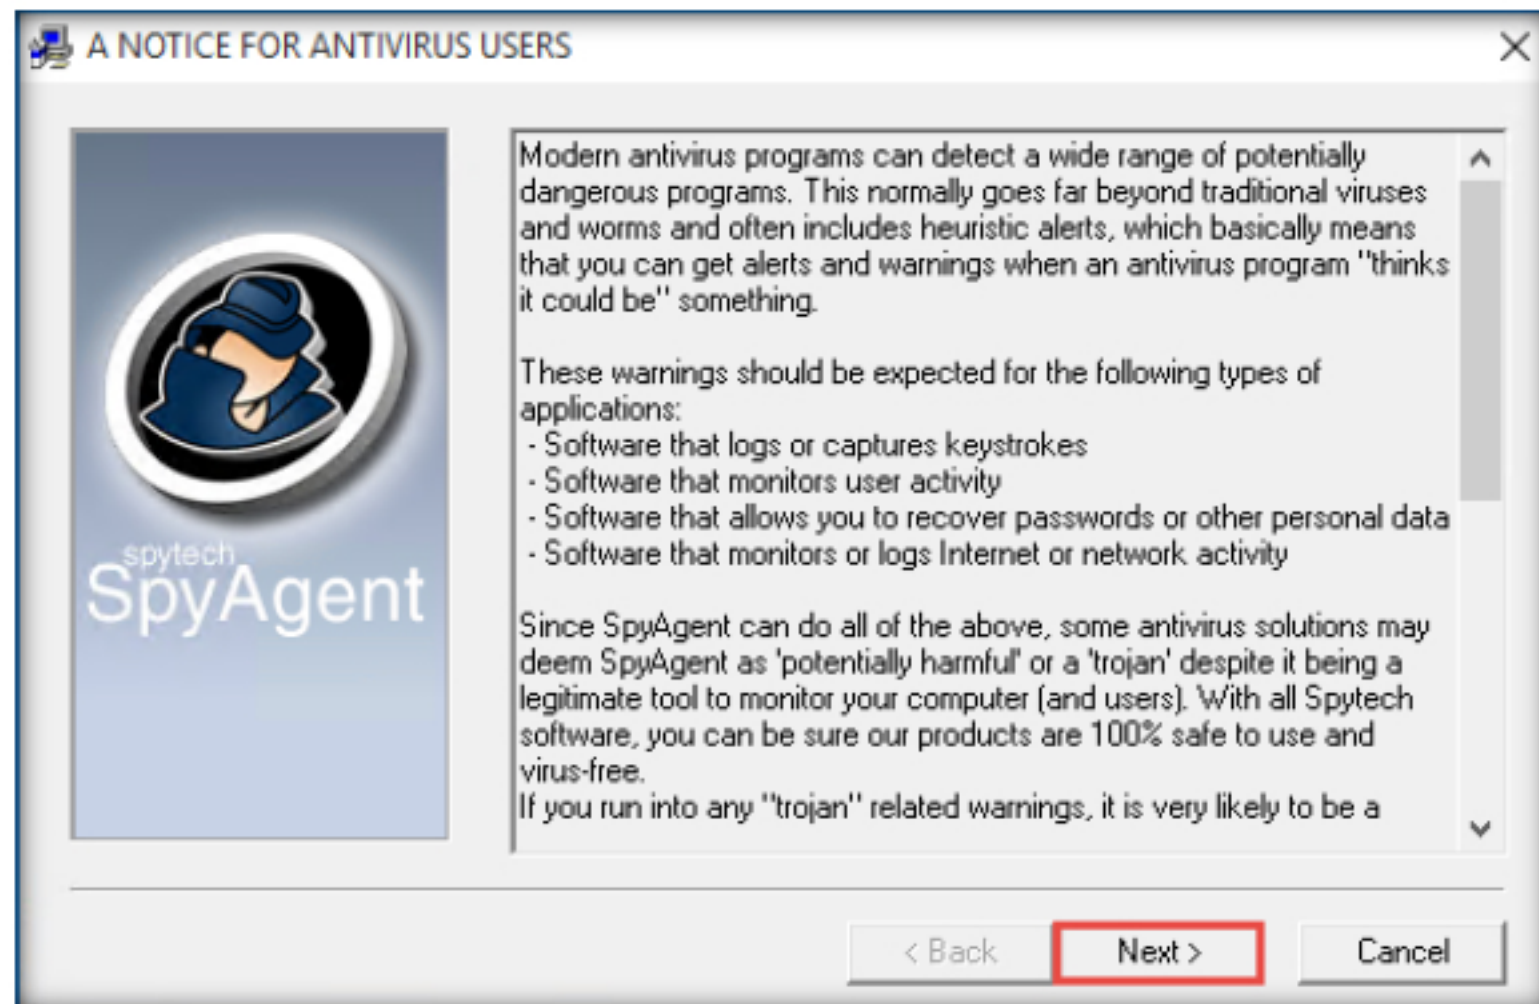 A NOTICE FOR ANTIVIRUS USERS
Modern antivirus programs can detect a wide range of potentially
dangerous programs. This normally goes far beyond traditional viruses
and worms and often includes heuristic alerts, which basically means
that you can get alerts and warnings when an antivirus program "thinks
it could be" something.
These warnings should be expected for the following types of
applications:
- Software that logs or captures keystrokes
- Software that monitors user activity
- Software that allows you to recover passwords or other personal data
- Software that monitors or logs Internet or network activity
Since SpyAgent can do all of the above, some antivirus solutions may
deem SpyAgent as 'potentially harmful' or a 'trojan' despite it being a
legitimate tool to monitor your computer (and users). With all Spytech
software, you can be sure our products are 100% safe to use and
virus-free.
If you run into any "trojan" related warnings, it is very likely to be a
spytech
SpyAgent
< Back
Next >
Cancel